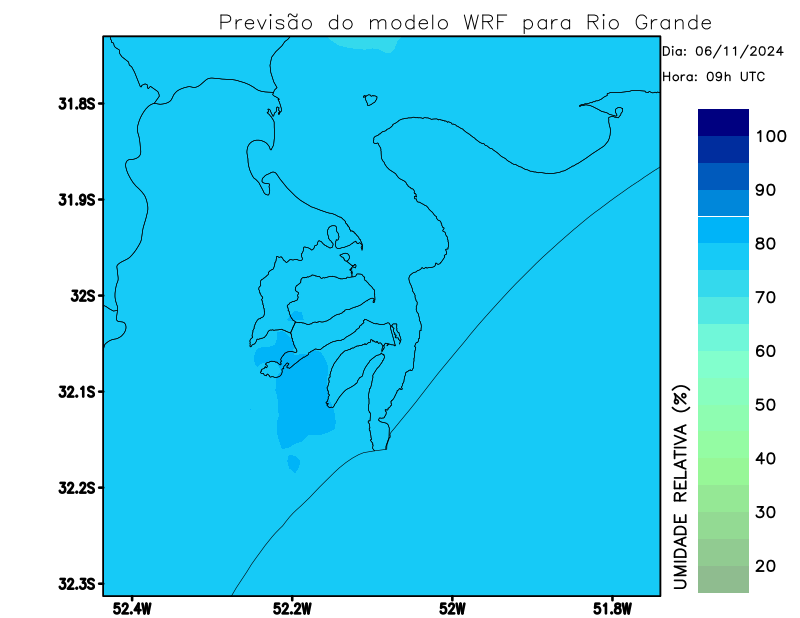 Previsão do modelo WRF para Rio Grande
Dia: 06/11/2024
Hora: 09h UTC
31.8S
31.9S
32S
32.1S
32.2S
32.3S
52.4W
52.2W
52W
51.8W
100
90
80
70
60
50
40
30
20
UMIDADE RELATIVA (%)